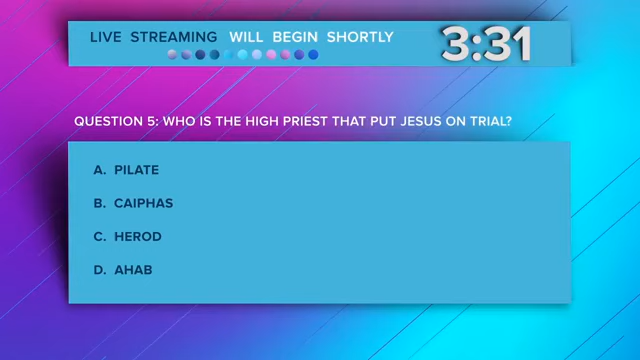 LIVE STREAMING WILL BEGIN SHORTLY
3:31
QUESTION 5: WHO IS THE HIGH PRIEST THAT PUT JESUS ON TRIAL?
A. PILATE
B. CAIPHAS
C. HEROD
D. AHAB